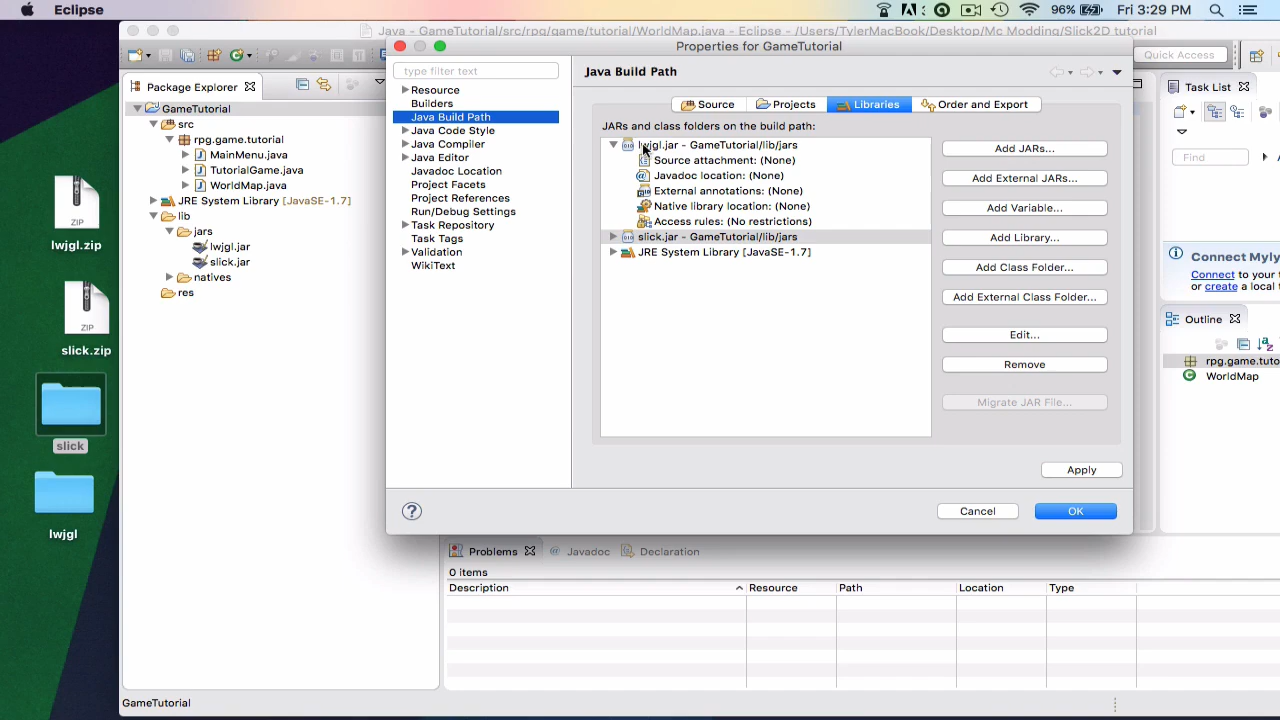 Eclipse
96%
Fri 3:29 PM
Java - GameTutorial/src/rpg/game/tutorial/WorldMap.java - Eclipse - /Users/TylerMacBook/Desktop/Mc Modding/Slick2D tutorial
Properties for GameTutorial
Quick Access
Package Explorer
GameTutorial
src
rpg.game.tutorial
MainMenu.java
TutorialGame.java
WorldMap.java
JRE System Library [JavaSE-1.7]
lib
jars
lwjgl.jar
slick.jar
natives
res
type filter text
Resource
Builders
Java Build Path
Java Code Style
Java Compiler
Java Editor
Javadoc Location
Project Facets
Project References
Run/Debug Settings
Task Repository
Task Tags
Validation
WikiText
Java Build Path
Source
Projects
Libraries
Order and Export
JARs and class folders on the build path:
lwjgl.jar - GameTutorial/lib/jars
Source attachment: (None)
Javadoc location: (None)
External annotations: (None)
Native library location: (None)
Access rules: (No restrictions)
slick.jar - GameTutorial/lib/jars
JRE System Library [JavaSE-1.7]
Add JARs...
Add External JARs...
Add Variable...
Add Library...
Add Class Folder...
Add External Class Folder...
Edit...
Remove
Migrate JAR File...
Apply
Cancel
OK
Task List
Find
A
Connect Mylyn
Connect to your t
or create a local t
Outline
rpg.game.tuto
WorldMap
Problems
Javadoc
Declaration
0 items
Description
Resource
Path
Location
Type
GameTutorial
ZIP
lwjgl.zip
ZIP
slick.zip
slick
lwjgl